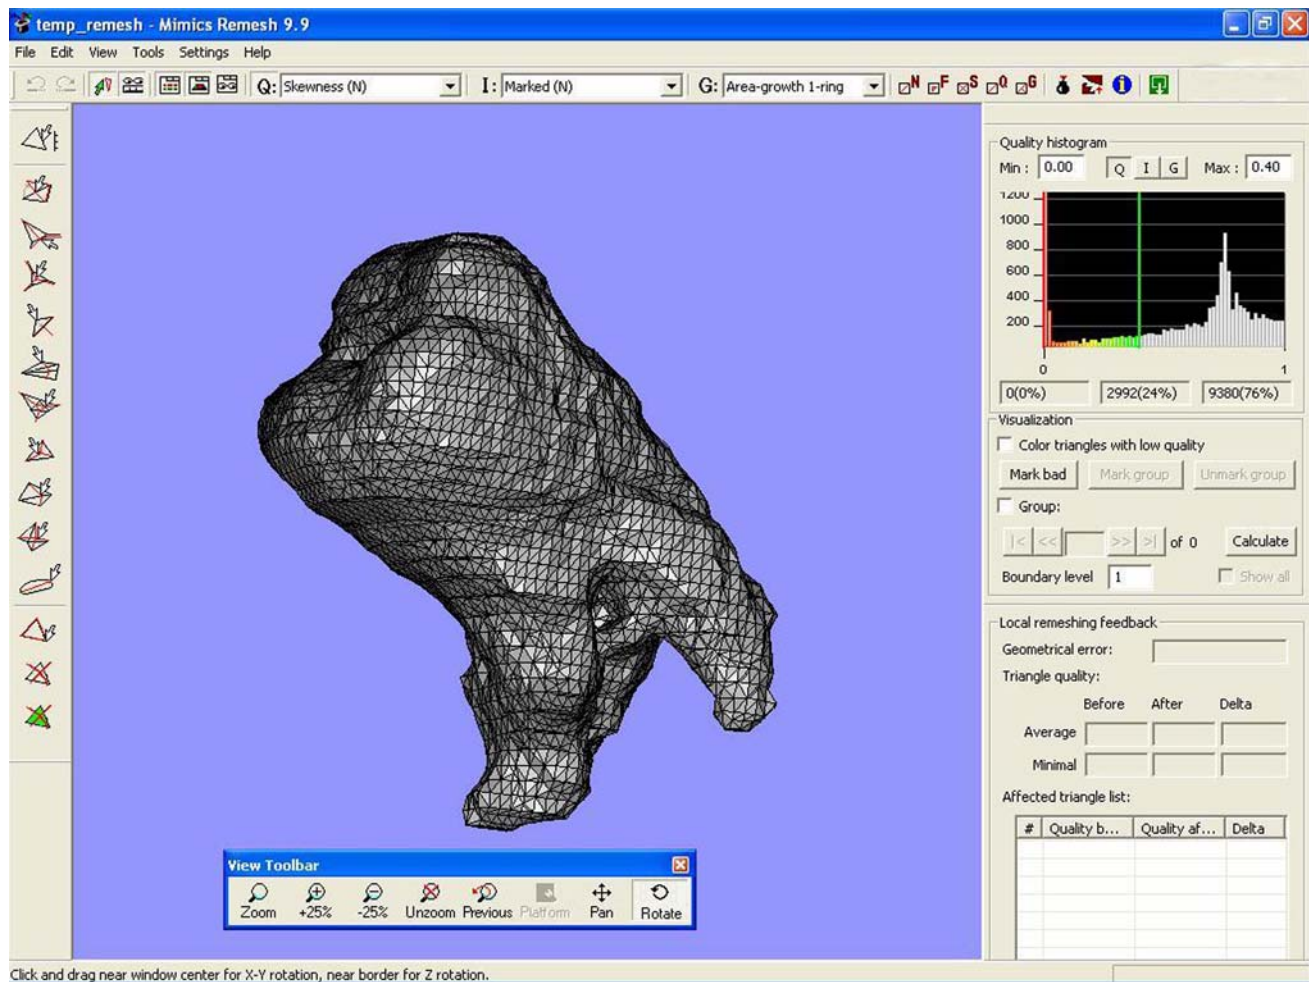 temp_remesh - Mimics Remesh 9.9
File Edit View Tools Settings Help
Q: Skewness (N) I: Marked (N) G: Area-growth 1-ring N F S Q G
Quality histogram
Min : 0.00 Q I G Max : 0.40
1200
1000
800
600
400
200
0 1
0(0%) 2992(24%) 9380(76%)
Visualization
Color triangles with low quality
Mark bad Mark group Unmark group
Group:
|< << >> >| of 0 Calculate
Boundary level 1 Show all
Local remeshing feedback
Geometrical error:
Triangle quality:
Before After Delta
Average
Minimal
Affected triangle list:
# Quality b... Quality af... Delta
View Toolbar
Zoom +25% -25% Unzoom Previous Platform Pan Rotate
Click and drag near window center for X-Y rotation, near border for Z rotation.